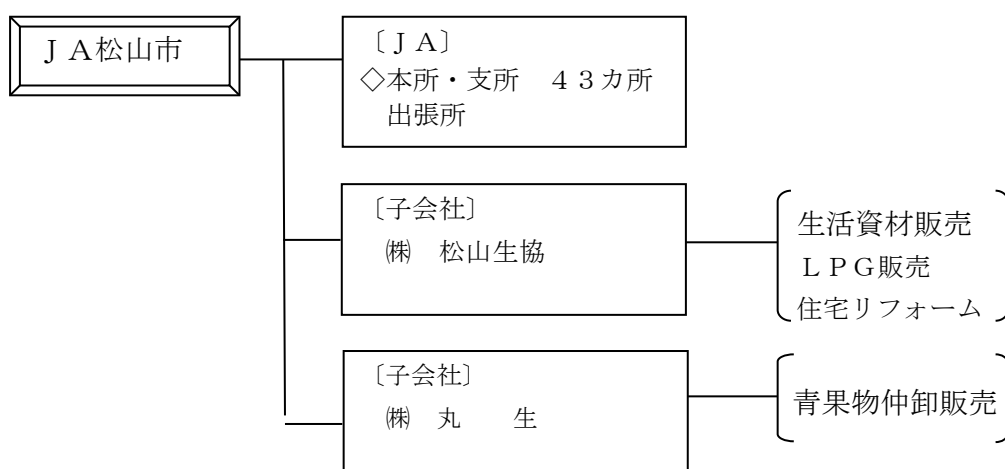 ＪＡ松山市
〔ＪＡ〕
◇本所・支所　４３カ所
出張所
〔子会社〕
㈱　松山生協
生活資材販売
ＬＰＧ販売
住宅リフォーム
〔子会社〕
㈱　丸　　生
青果物仲卸販売